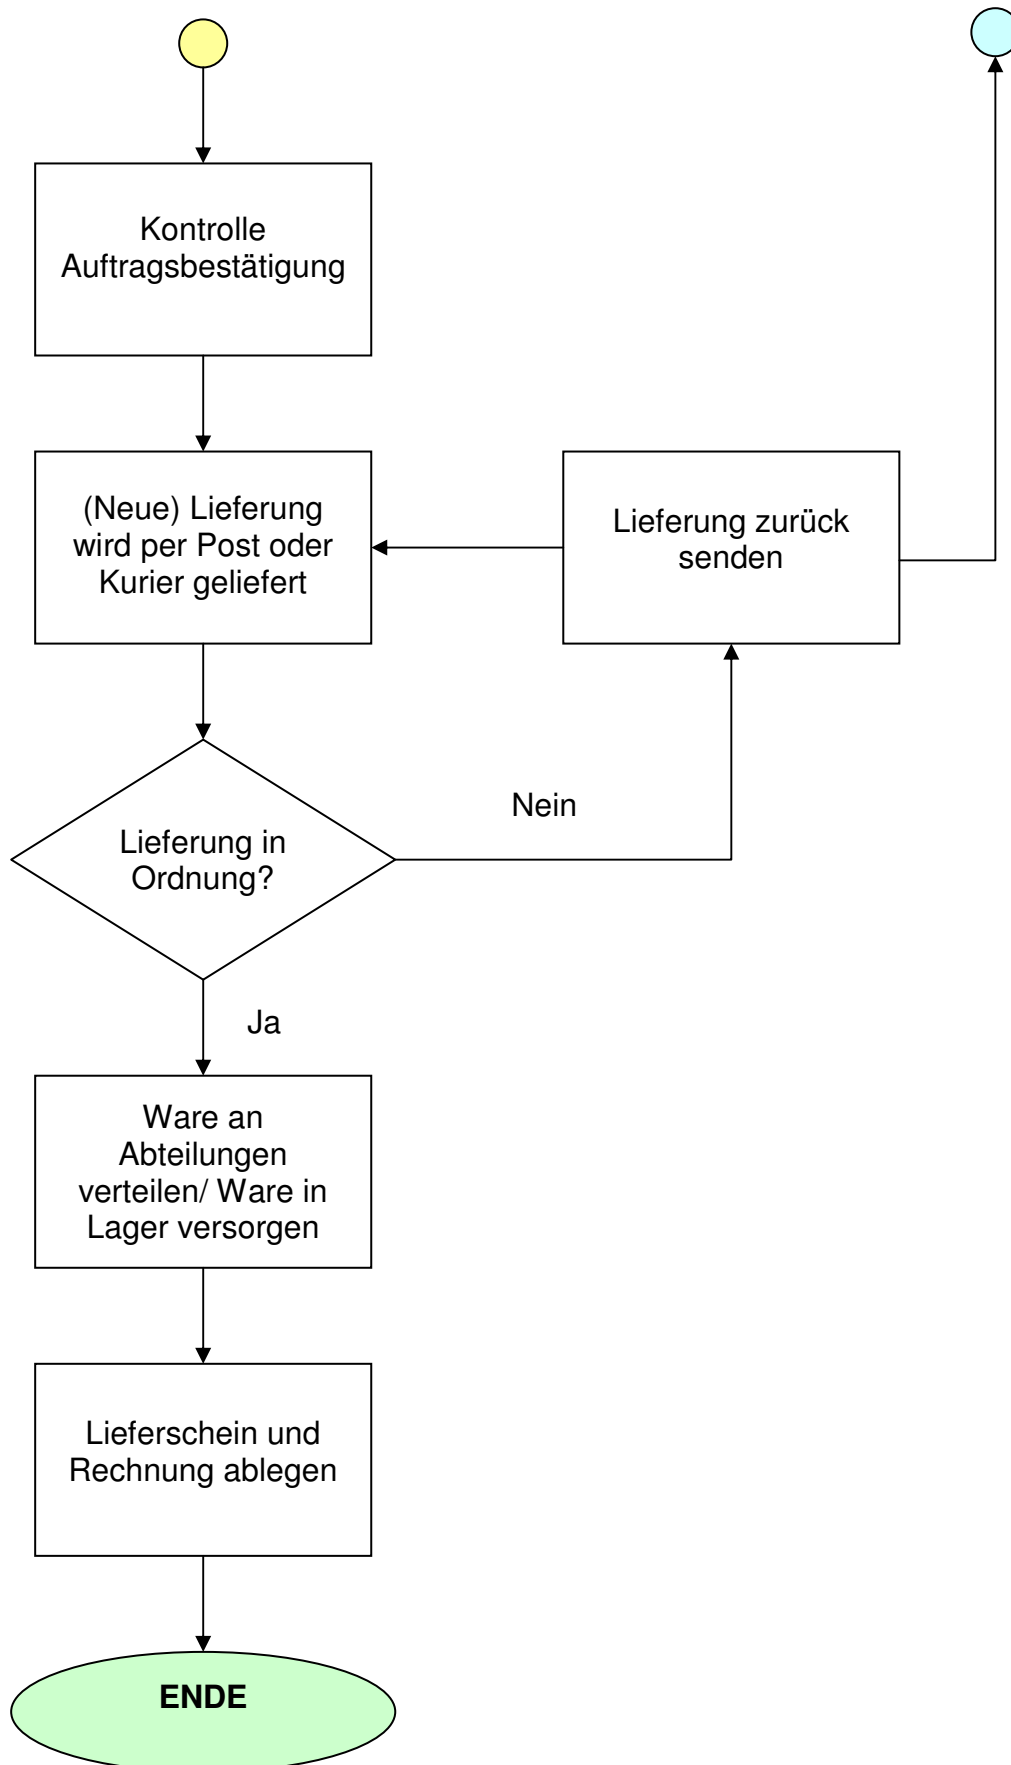 Kontrolle
Auftragsbestätigung
(Neue) Lieferung
wird per Post oder
Kurier geliefert
Lieferung zurück
senden
Nein
Lieferung in
Ordnung?
Ja
Ware an
Abteilungen
verteilen/ Ware in
Lager versorgen
Lieferschein und
Rechnung ablegen
ENDE